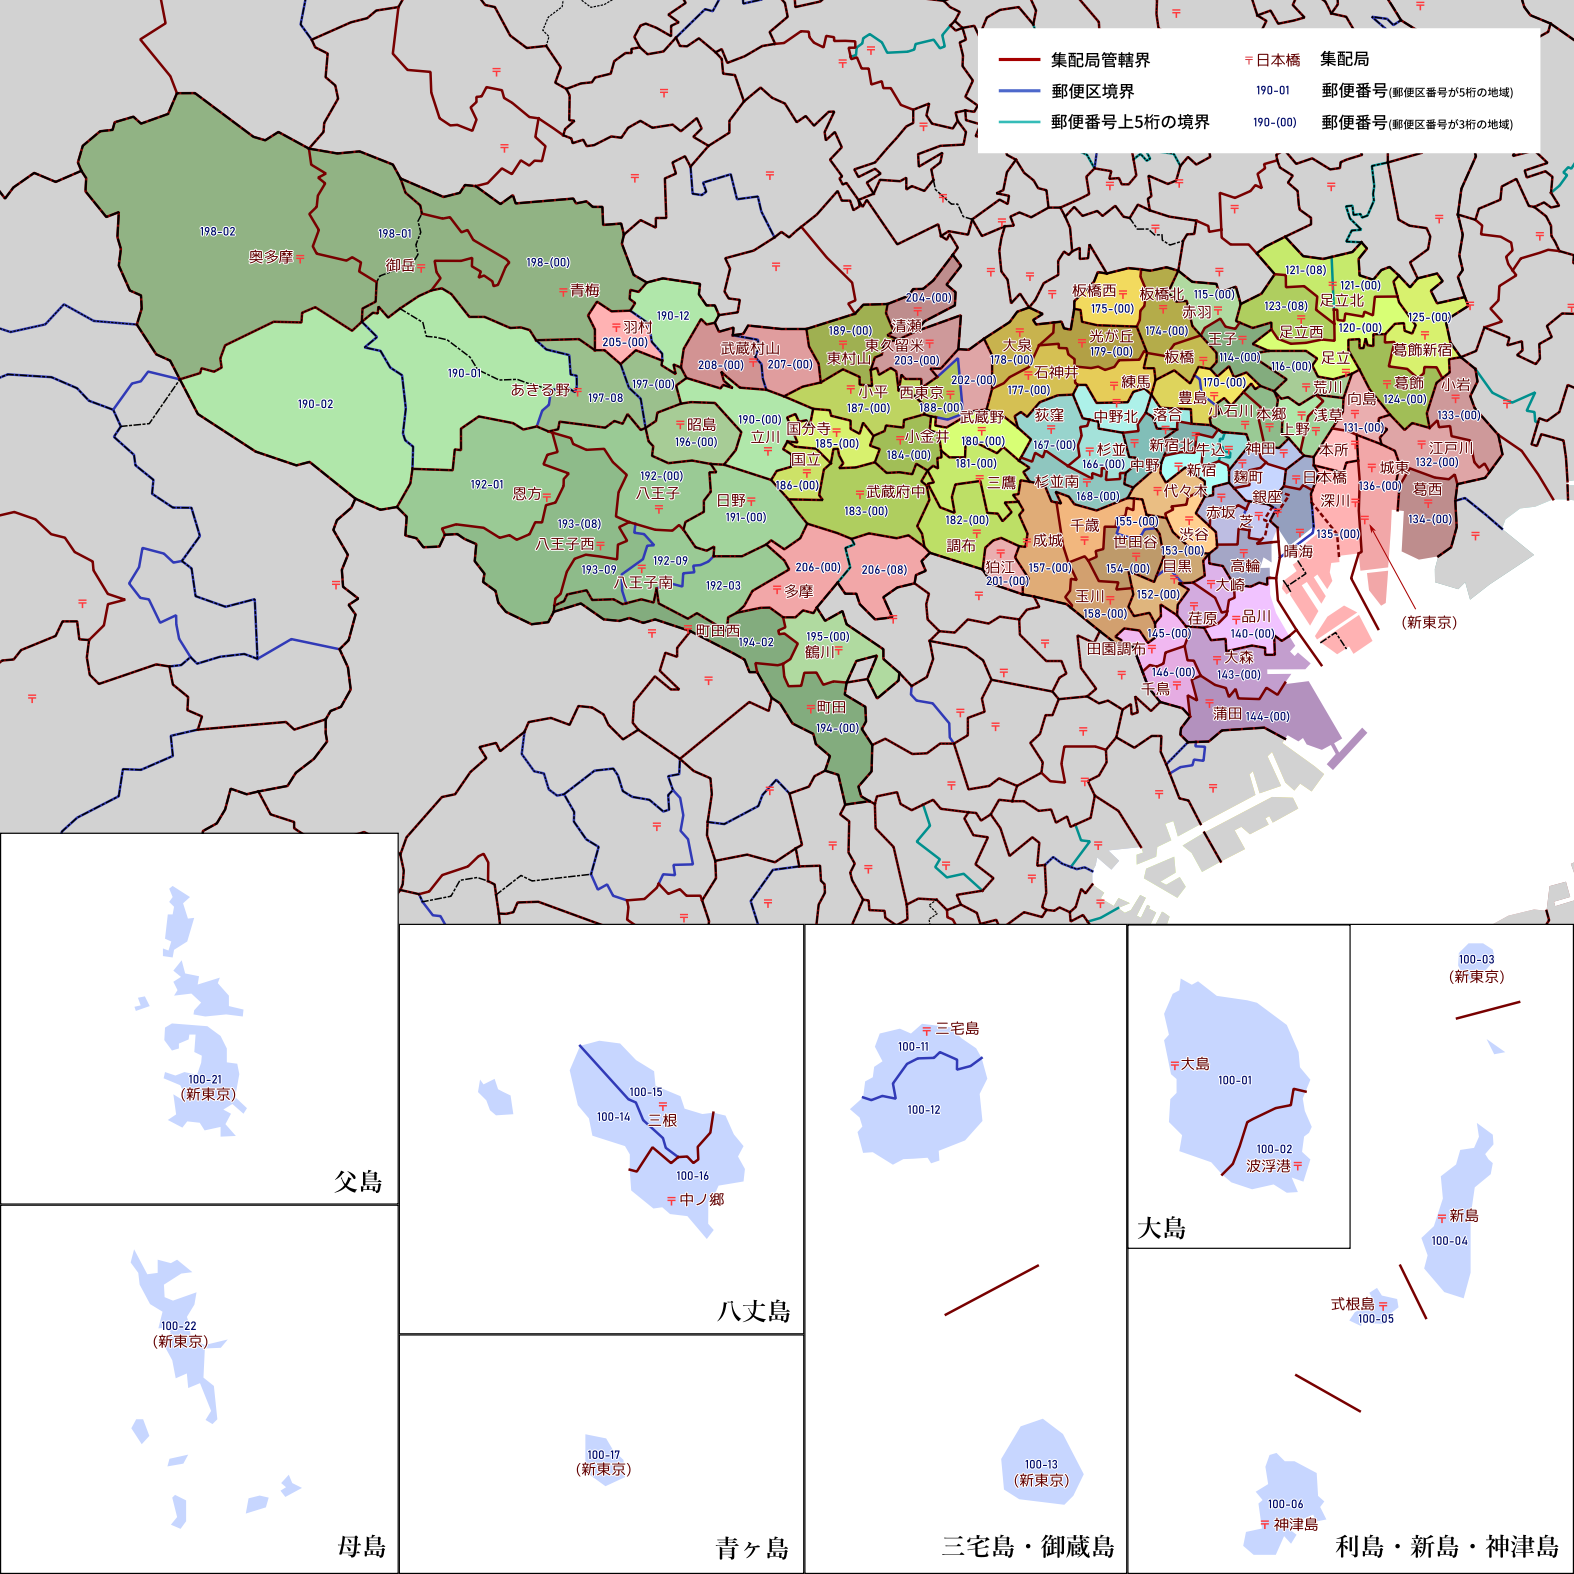 集配局管轄界
〒日本橋 集配局
郵便区境界
190-01 郵便番号(郵便区番号が5桁の地域)
郵便番号上5桁の境界
190-(00) 郵便番号(郵便区番号が3桁の地域)
198-02
奥多摩
198-01
御岳
198-(00)
青梅
190-12
羽村
205-(00)
190-02
190-01
あきる野
197-08
197-(00)
武蔵村山
208-(00)
207-(00)
189-(00)
東村山
204-(00)
清瀬
東久留米
203-(00)
202-(00)
西東京
188-(00)
小平
187-(00)
昭島
196-(00)
190-(00)
立川
国分寺
185-(00)
国立
186-(00)
小金井
184-(00)
武蔵野
180-(00)
181-(00)
三鷹
武蔵府中
183-(00)
182-(00)
調布
狛江
201-(00)
192-01
恩方
192-(00)
八王子
日野
191-(00)
193-(08)
八王子西
193-09
八王子南
192-09
192-03
206-(00)
多摩
206-(08)
町田西
194-02
195-(00)
鶴川
町田
194-(00)
大泉
178-(00)
石神井
177-(00)
板橋西
175-(00)
板橋北
174-(00)
光が丘
179-(00)
板橋
練馬
170-(00)
豊島
115-(00)
赤羽
王子
114-(00)
116-(00)
荒川
121-(08)
121-(00)
足立北
123-(08)
足立西
120-(00)
足立
125-(00)
葛飾新宿
葛飾
124-(00)
小岩
133-(00)
向島
131-(00)
浅草
上野
本郷
小石川
江戸川
132-(00)
葛西
134-(00)
城東
136-(00)
本所
深川
135-(00)
日本橋
神田
麹町
銀座
晴海
(新東京)
荻窪
167-(00)
中野北
落合
杉並
166-(00)
中野
新宿北
牛込
新宿
杉並南
168-(00)
代々木
赤坂
芝
渋谷
千歳
155-(00)
成城
157-(00)
世田谷
154-(00)
153-(00)
目黒
152-(00)
玉川
158-(00)
高輪
大崎
荏原
品川
140-(00)
田園調布
145-(00)
146-(00)
千鳥
大森
143-(00)
蒲田
144-(00)
100-21
(新東京)
父島
100-22
(新東京)
母島
100-15
三根
100-14
100-16
中ノ郷
八丈島
100-17
(新東京)
青ヶ島
三宅島
100-11
100-12
100-13
(新東京)
三宅島・御蔵島
大島
100-01
100-02
波浮港
大島
100-03
(新東京)
新島
100-04
式根島
100-05
100-06
神津島
利島・新島・神津島